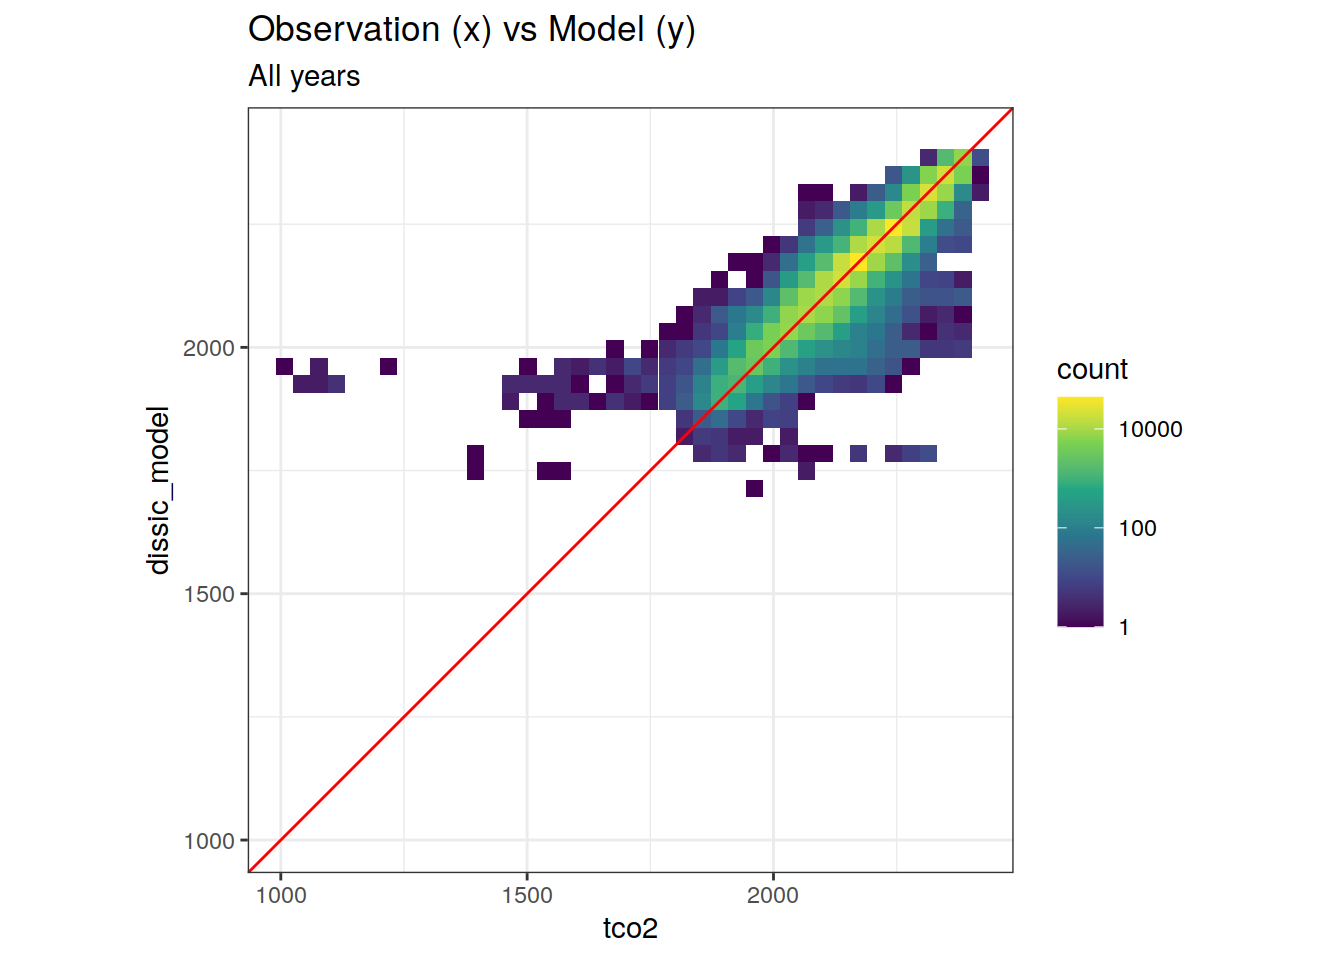 Observation (x) vs Model (y)
All years
dissic_model
2000
1500
1000
1000
1500
2000
tco2
count
10000
100
1